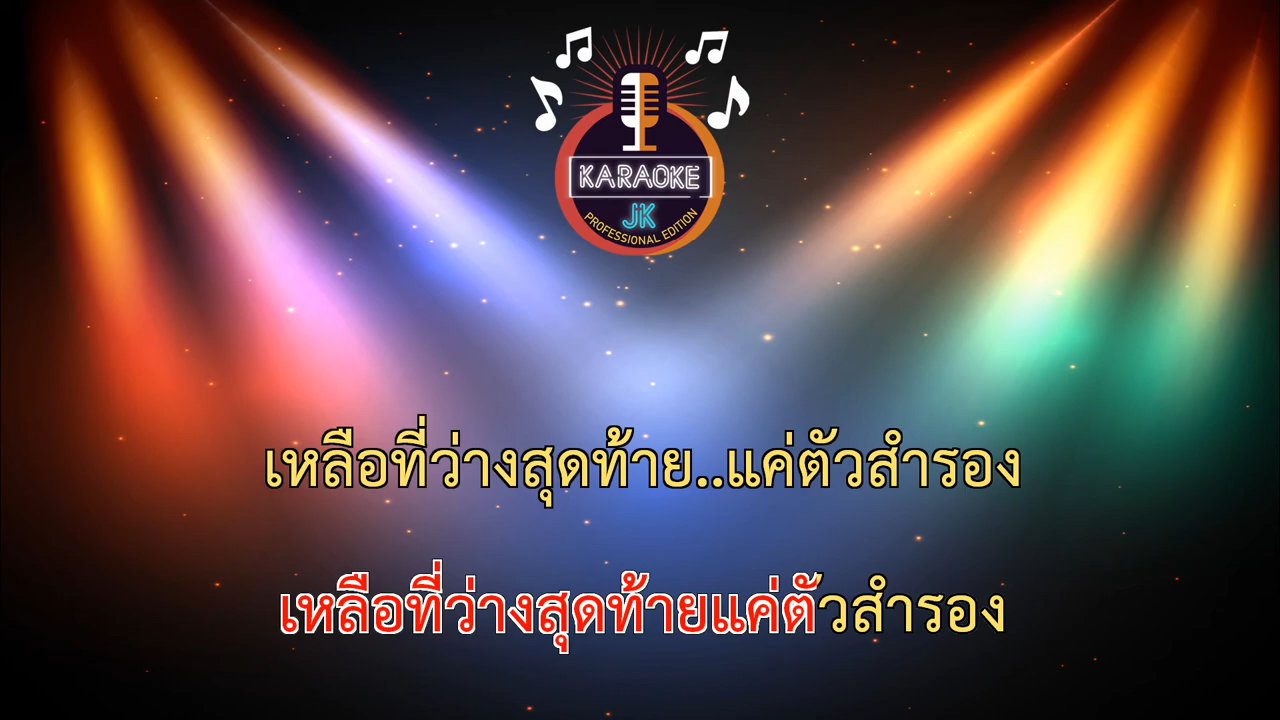 KARAOKE
JK
PROFESSIONAL EDITION
เหลือที่ว่างสุดท้าย..แค่ตัวสำรอง
เหลือที่ว่างสุดท้ายแค่ตัวสำรอง